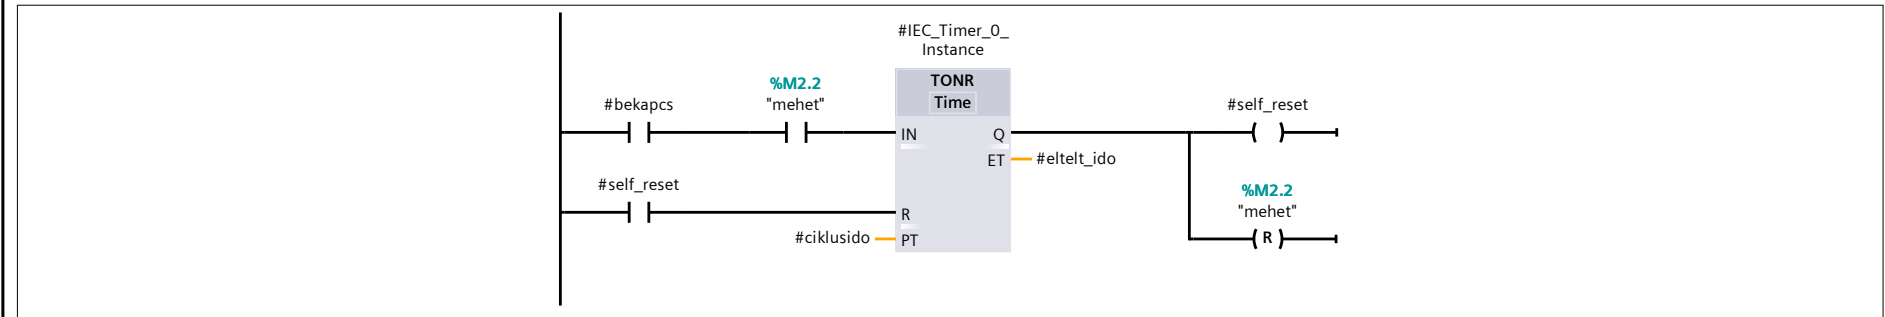 #IEC_Timer_0_
Instance
TONR
Time
%M2.2
#bekapcs
"mehet"
#self_reset
IN
Q
ET
#eltelt_ido
#self_reset
%M2.2
"mehet"
R
R
#ciklusido
PT